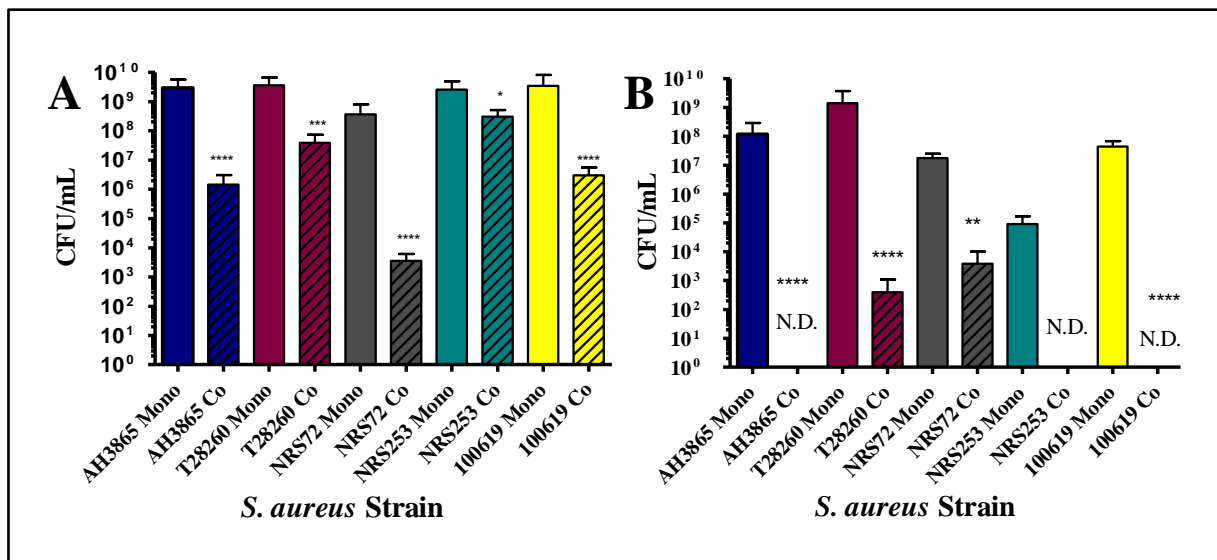 A
CFU/mL
10¹⁰
10⁹
10⁸
10⁷
10⁶
10⁵
10⁴
10³
10²
10¹
10⁰
****
***
****
*
****
AH3865 Mono
AH3865 Co
T28260 Mono
T28260 Co
NRS72 Mono
NRS72 Co
NRS253 Mono
NRS253 Co
100619 Mono
100619 Co
S. aureus Strain
B
CFU/mL
10¹⁰
10⁹
10⁸
10⁷
10⁶
10⁵
10⁴
10³
10²
10¹
10⁰
****
N.D.
****
**
N.D.
****
N.D.
AH3865 Mono
AH3865 Co
T28260 Mono
T28260 Co
NRS72 Mono
NRS72 Co
NRS253 Mono
NRS253 Co
100619 Mono
100619 Co
S. aureus Strain